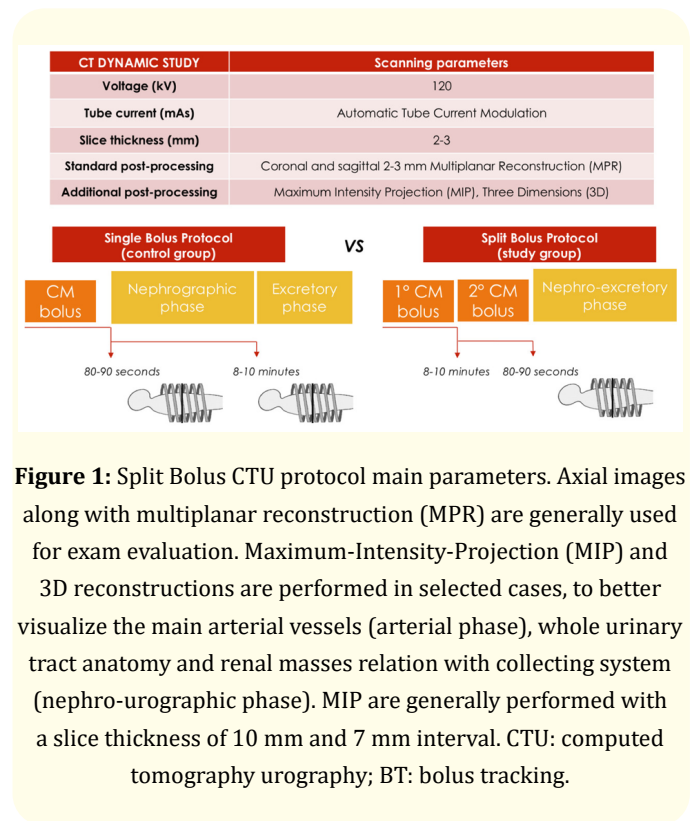 CT DYNAMIC STUDY Scanning parameters
Voltage (kV) 120
Tube current (mAs) Automatic Tube Current Modulation
Slice thickness (mm) 2-3
Standard post-processing Coronal and sagittal 2-3 mm Multiplanar Reconstruction (MPR)
Additional post-processing Maximum Intensity Projection (MIP), Three Dimensions (3D)
Single Bolus Protocol
(control group)
VS
Split Bolus Protocol
(study group)
CM
bolus
Nephrographic
phase
Excretory
phase
1° CM
bolus
2° CM
bolus
Nephro-excretory
phase
80-90 seconds
8-10 minutes
8-10 minutes
80-90 seconds
Figure 1: Split Bolus CTU protocol main parameters. Axial images
along with multiplanar reconstruction (MPR) are generally used
for exam evaluation. Maximum-Intensity-Projection (MIP) and
3D reconstructions are performed in selected cases, to better
visualize the main arterial vessels (arterial phase), whole urinary
tract anatomy and renal masses relation with collecting system
(nephro-urographic phase). MIP are generally performed with
a slice thickness of 10 mm and 7 mm interval. CTU: computed
tomography urography; BT: bolus tracking.